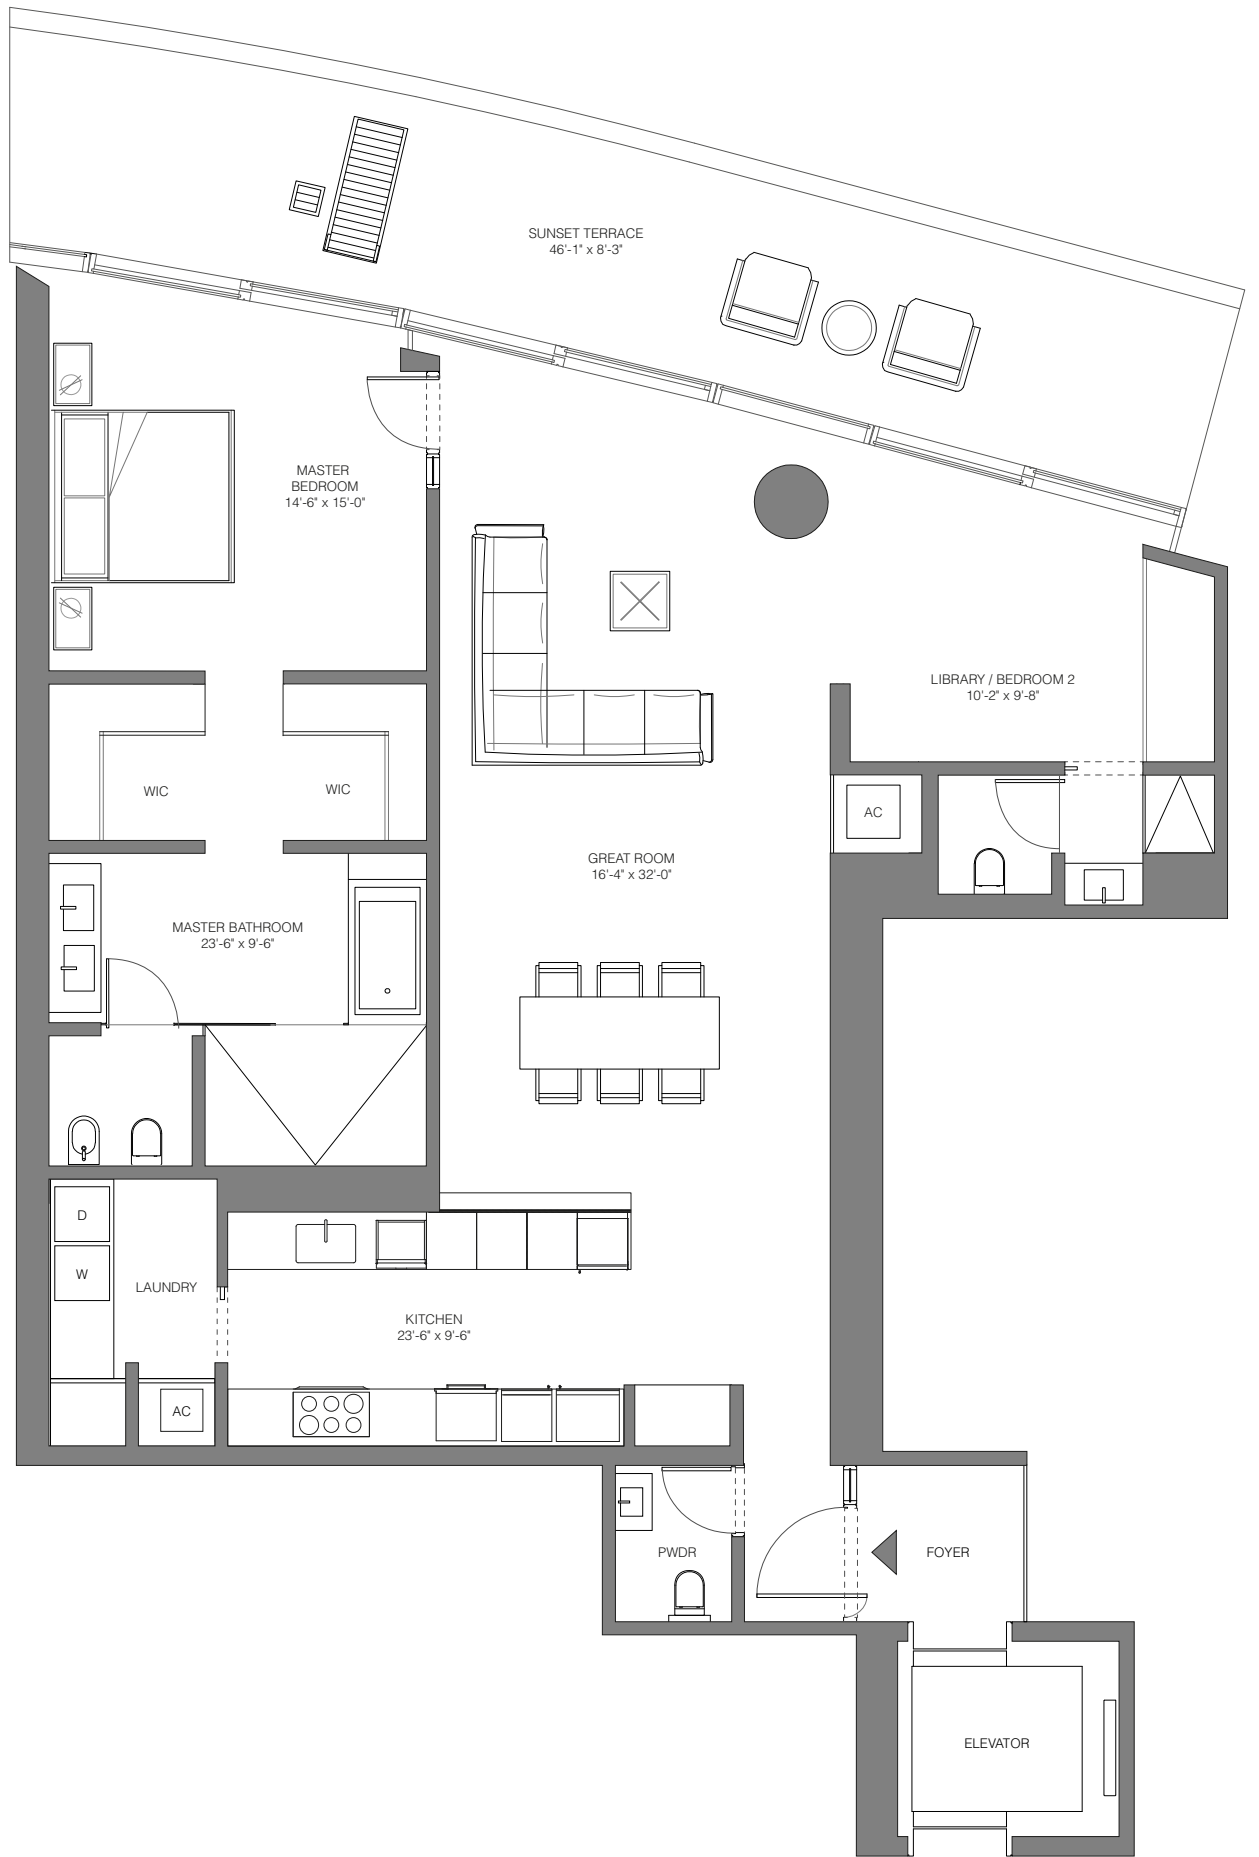 SUNSET TERRACE
46'-1" x 8'-3"
MASTER
BEDROOM
14'-6" x 15'-0"
LIBRARY / BEDROOM 2
10'-2" x 9'-8"
WIC
WIC
AC
GREAT ROOM
16'-4" x 32'-0"
MASTER BATHROOM
23'-6" x 9'-6"
D
W
LAUNDRY
KITCHEN
23'-6" x 9'-6"
AC
PWDR
FOYER
ELEVATOR